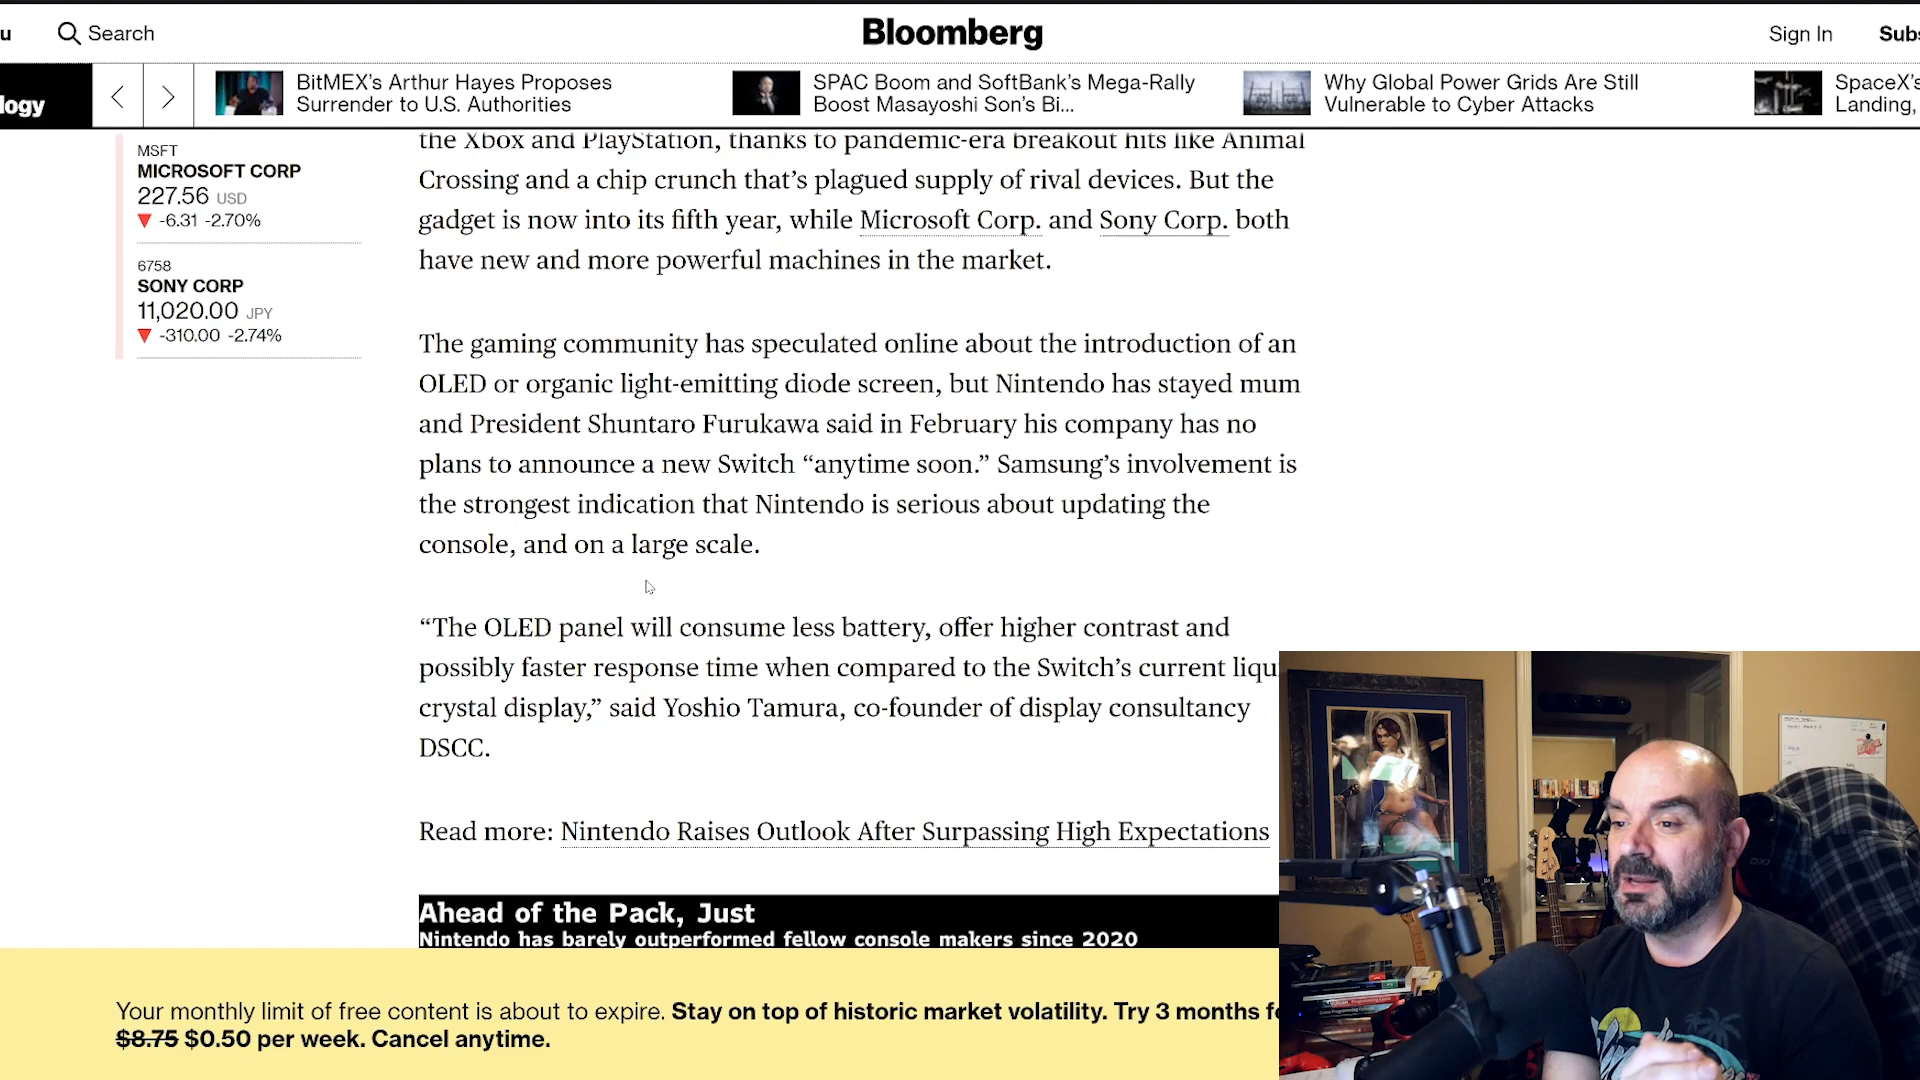 u
Search
Bloomberg
Sign In
Subs
logy
BitMEX's Arthur Hayes Proposes
Surrender to U.S. Authorities
SPAC Boom and SoftBank's Mega-Rally
Boost Masayoshi Son's Bi...
Why Global Power Grids Are Still
Vulnerable to Cyber Attacks
SpaceX's
Landing,
MSFT
MICROSOFT CORP
227.56 USD
▼ -6.31 -2.70%
6758
SONY CORP
11,020.00 JPY
▼ -310.00 -2.74%
the Xbox and PlayStation, thanks to pandemic-era breakout hits like Animal
Crossing and a chip crunch that's plagued supply of rival devices. But the
gadget is now into its fifth year, while Microsoft Corp. and Sony Corp. both
have new and more powerful machines in the market.
The gaming community has speculated online about the introduction of an
OLED or organic light-emitting diode screen, but Nintendo has stayed mum
and President Shuntaro Furukawa said in February his company has no
plans to announce a new Switch “anytime soon.” Samsung's involvement is
the strongest indication that Nintendo is serious about updating the
console, and on a large scale.
“The OLED panel will consume less battery, offer higher contrast and
possibly faster response time when compared to the Switch's current liqu
crystal display,” said Yoshio Tamura, co-founder of display consultancy
DSCC.
Read more: Nintendo Raises Outlook After Surpassing High Expectations
Ahead of the Pack, Just
Nintendo has barely outperformed fellow console makers since 2020
Your monthly limit of free content is about to expire. Stay on top of historic market volatility. Try 3 months fo
$8.75 $0.50 per week. Cancel anytime.